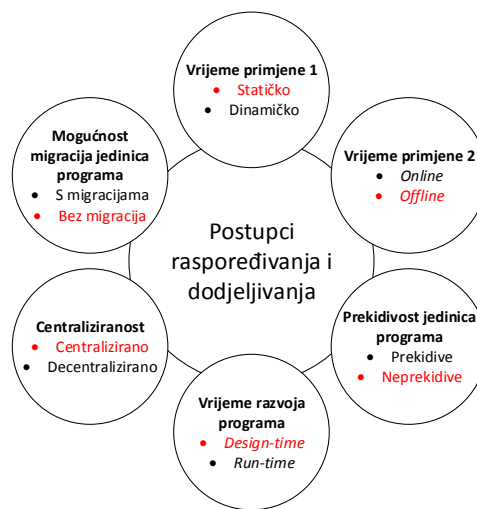 Vrijeme primjene 1
• Statičko
• Dinamičko
Vrijeme primjene 2
• Online
• Offline
Prekidivost jedinica
programa
• Prekidive
• Neprekidive
Vrijeme razvoja
programa
• Design-time
• Run-time
Centraliziranost
• Centralizirano
• Decentralizirano
Mogućnost
migracija jedinica
programa
• S migracijama
• Bez migracija
Postupci
raspoređivanja i
dodjeljivanja